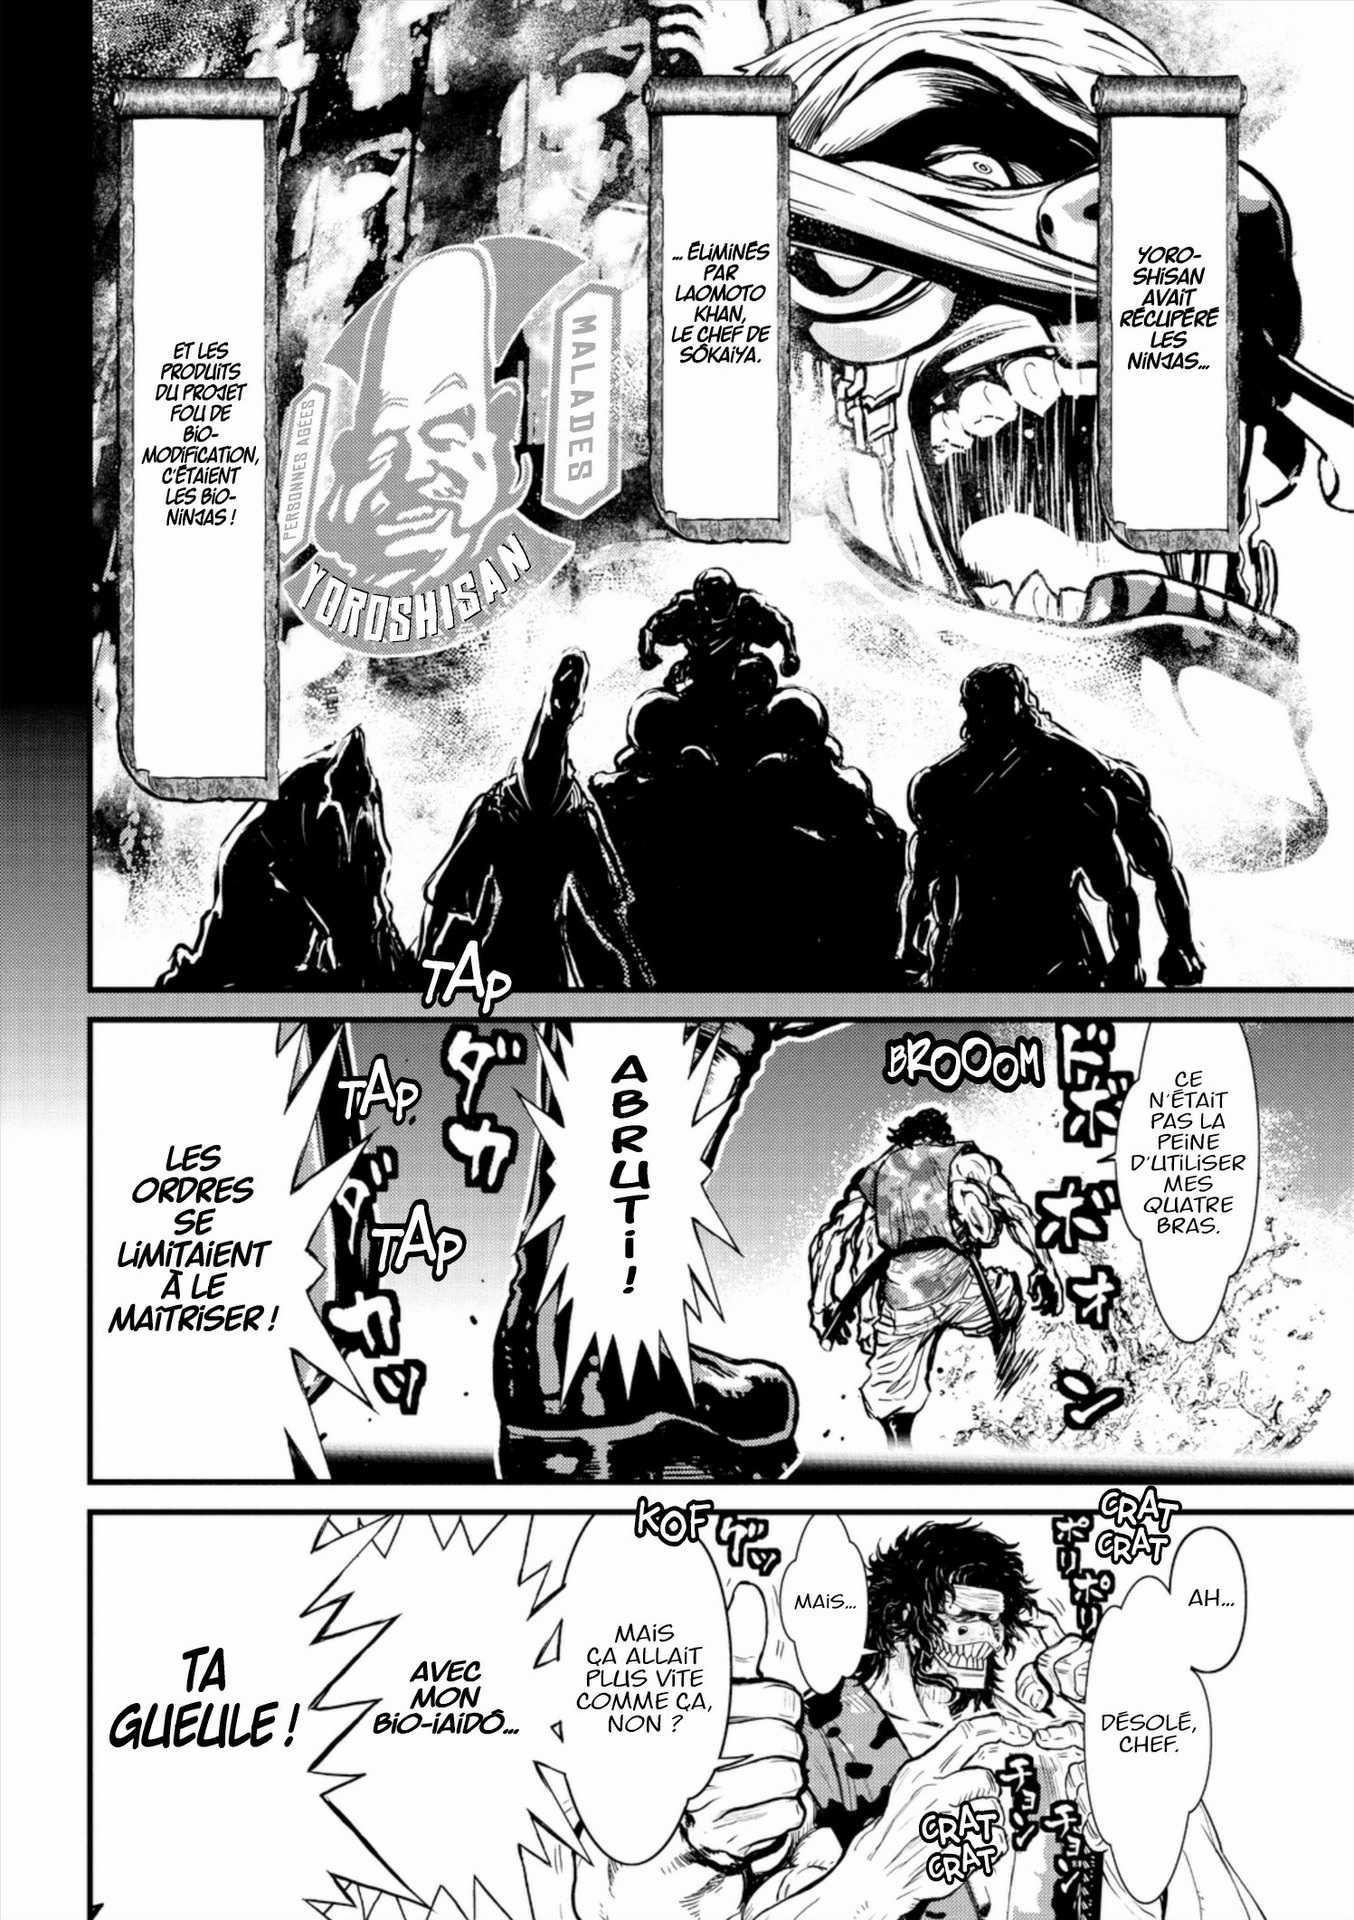 YORO-
SHISAN
AVAIT
RÉCUPÉRÉ
LES
NINJAS...
... ÉLIMINÉS
PAR
LAOMOTO
KHAN,
LE CHEF DE
SÔKAIYA.
MALADES
PERSONNES AGÉES
YOROSHISAN
ET LES
PRODUITS
DU PROJET
FOU DE
BIO-
MODIFICATION,
C'ÉTAIENT
LES BIO-
NINJAS !
CE
N'ÉTAIT
PAS LA
PEINE
D'UTILISER
MES
QUATRE
BRAS.
BROOOM
ドボボボォン
ABRUTI !
TAP
ダカ
TAP
TAP
ダカッ
LES
ORDRES
SE
LIMITAIENT
À LE
MAÎTRISER !
AH...
DÉSOLÉ,
CHEF.
CRAT
CRAT
ポリ
ポリ
CRAT
CRAT
チョン
チョン
MAIS...
KOF
グッ
MAIS
ÇA ALLAIT
PLUS VITE
COMME ÇA,
NON ?
AVEC
MON
BIO-IAIDÔ...
TA
GUEULE !